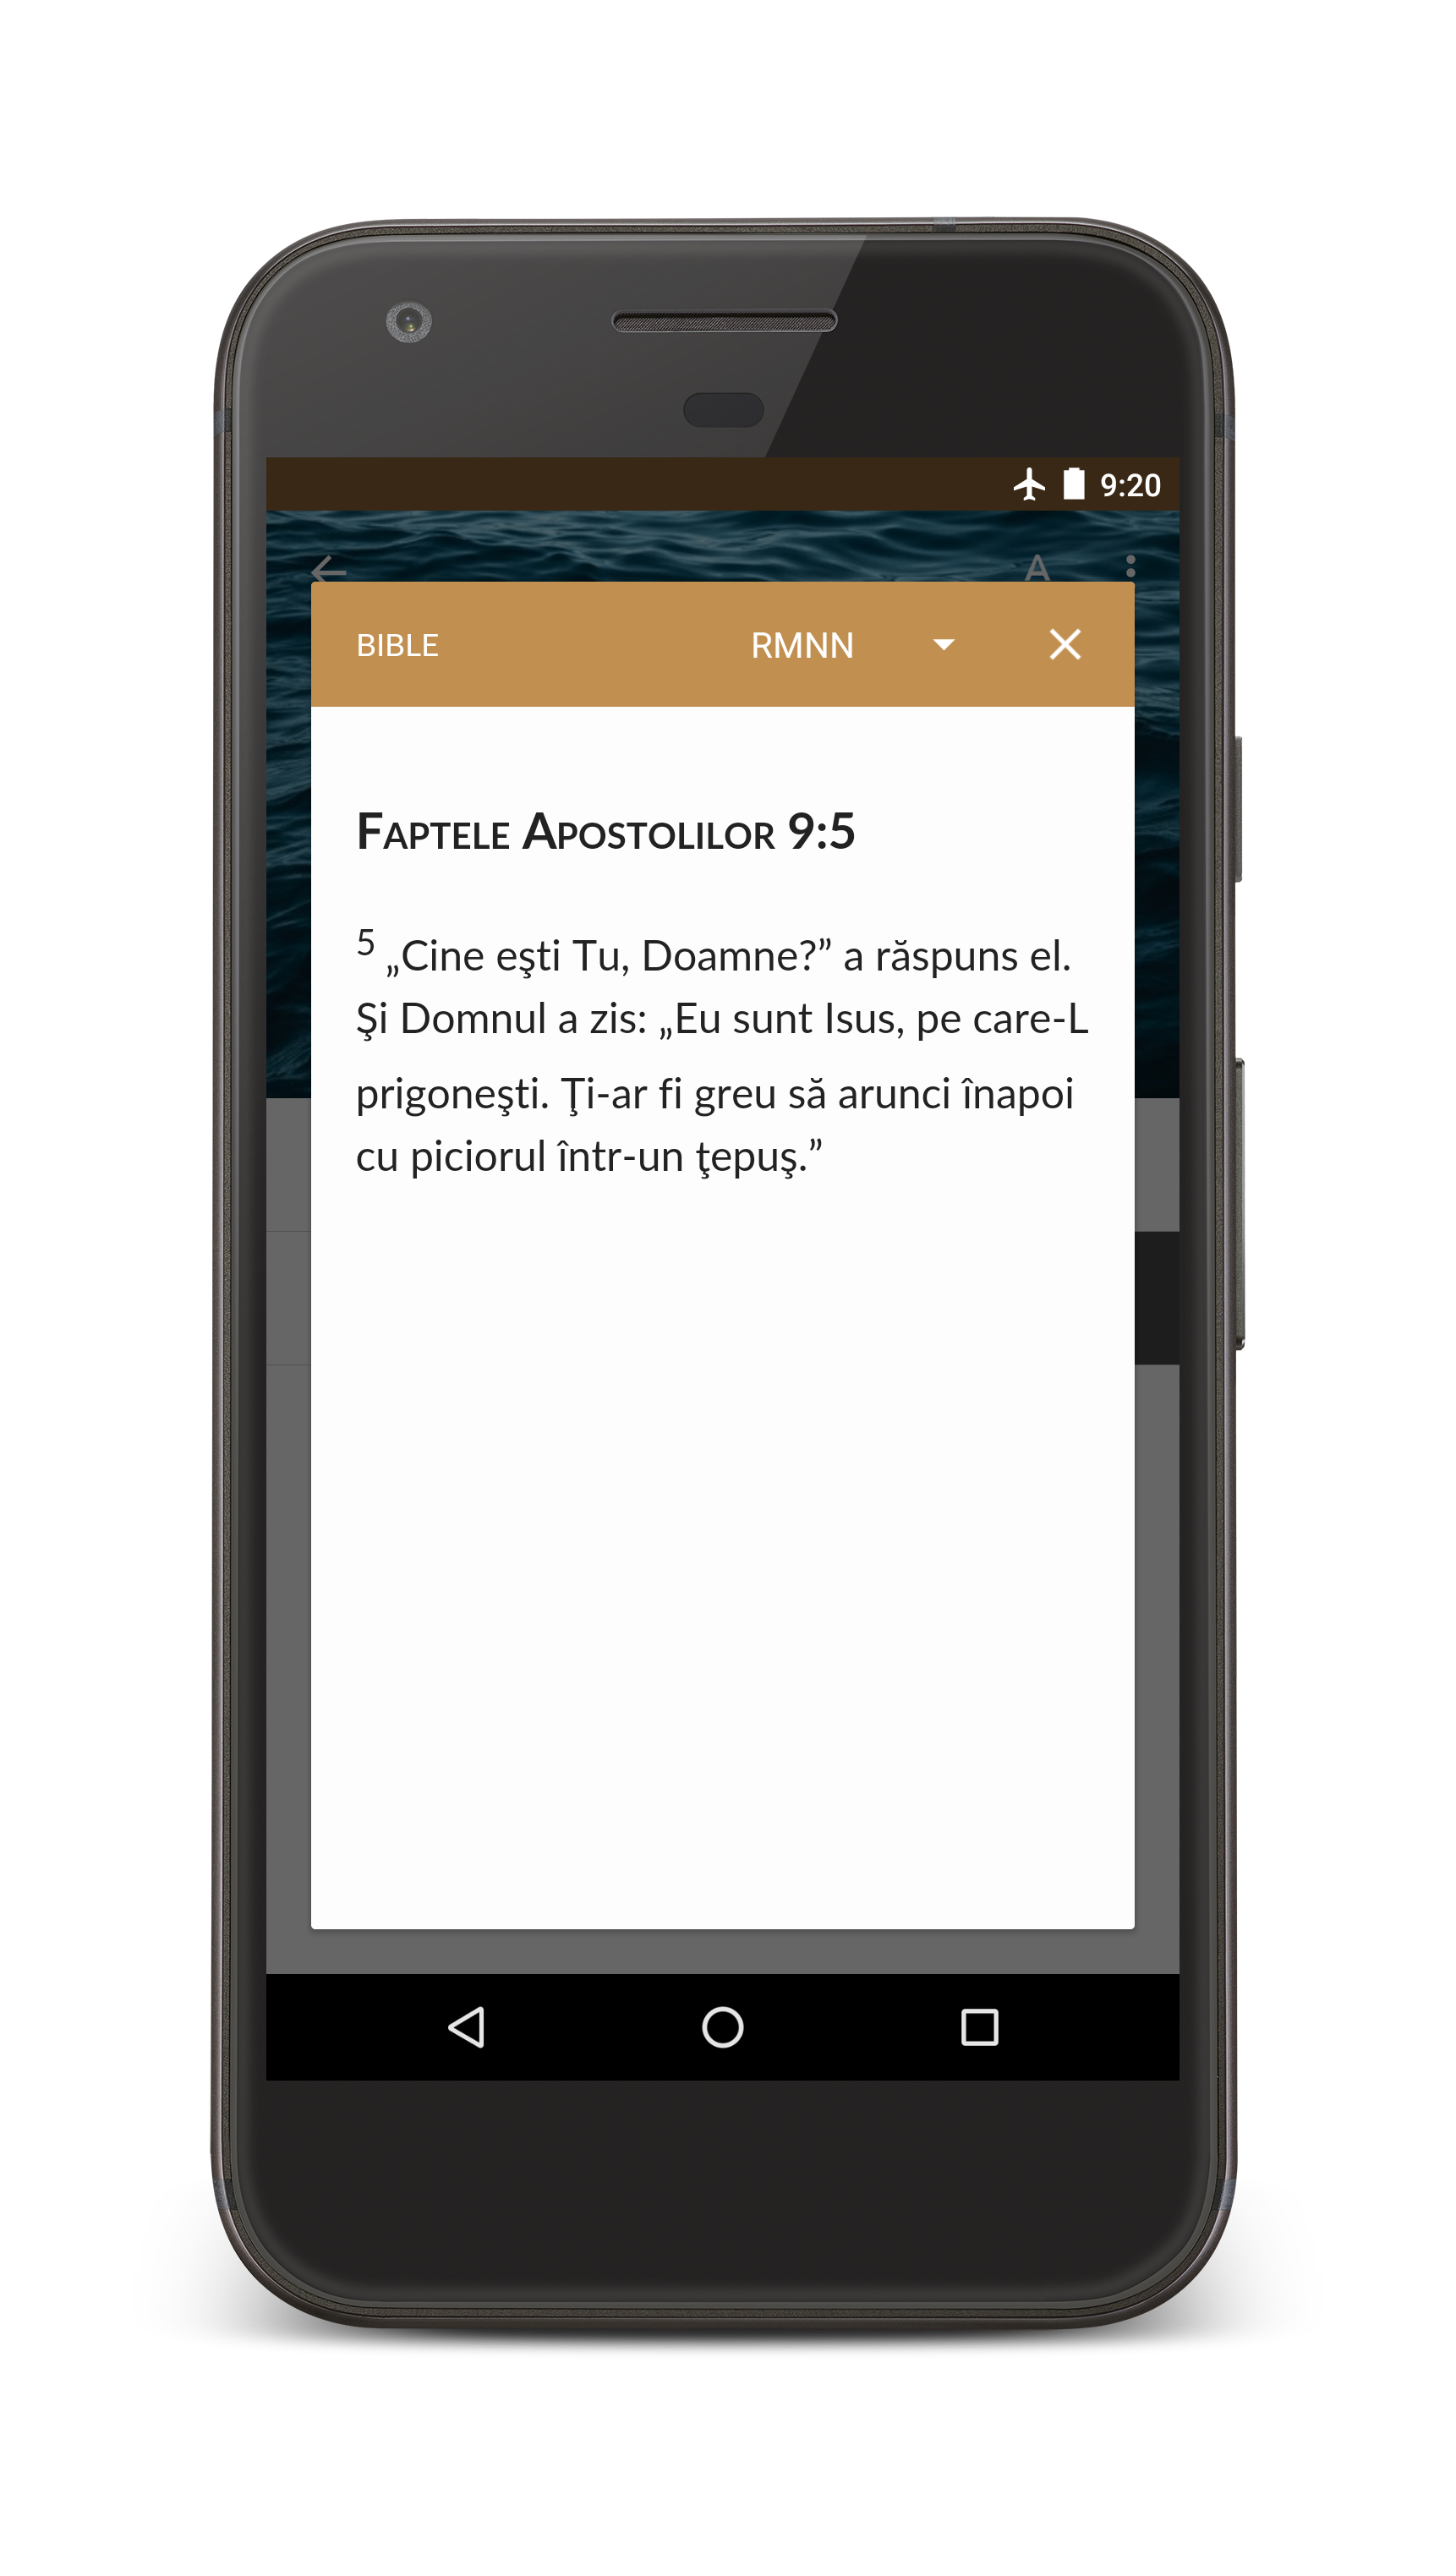 9:20
A
BIBLE RMNN
Faptele Apostolilor 9:5
5 „Cine eşti Tu, Doamne?” a răspuns el.
Şi Domnul a zis: „Eu sunt Isus, pe care-L
prigoneşti. Ţi-ar fi greu să arunci înapoi
cu piciorul într-un ţepuş.”